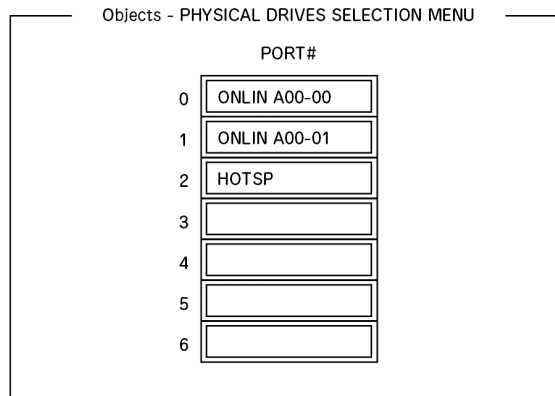 Objects - PHYSICAL DRIVES SELECTION MENU
PORT#
0 ONLIN A00-00
1 ONLIN A00-01
2 HOTSP
3
4
5
6